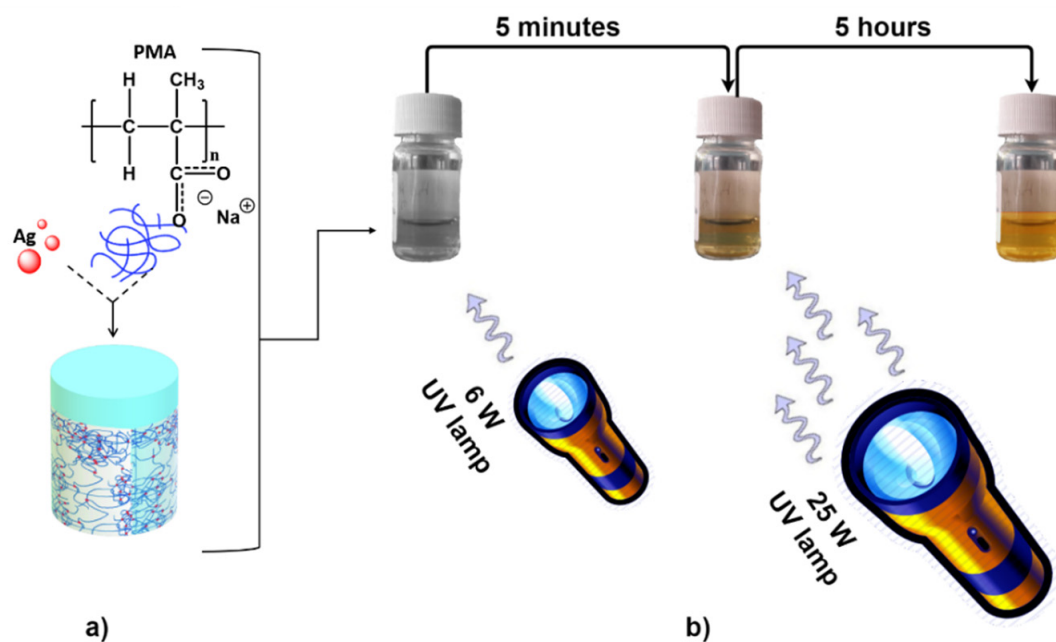 PMA
H CH3
C C
n
H H
C O
O
⊖ Na⊕
Ag
5 minutes
5 hours
6 W
UV lamp
25 W
UV lamp
a)
b)